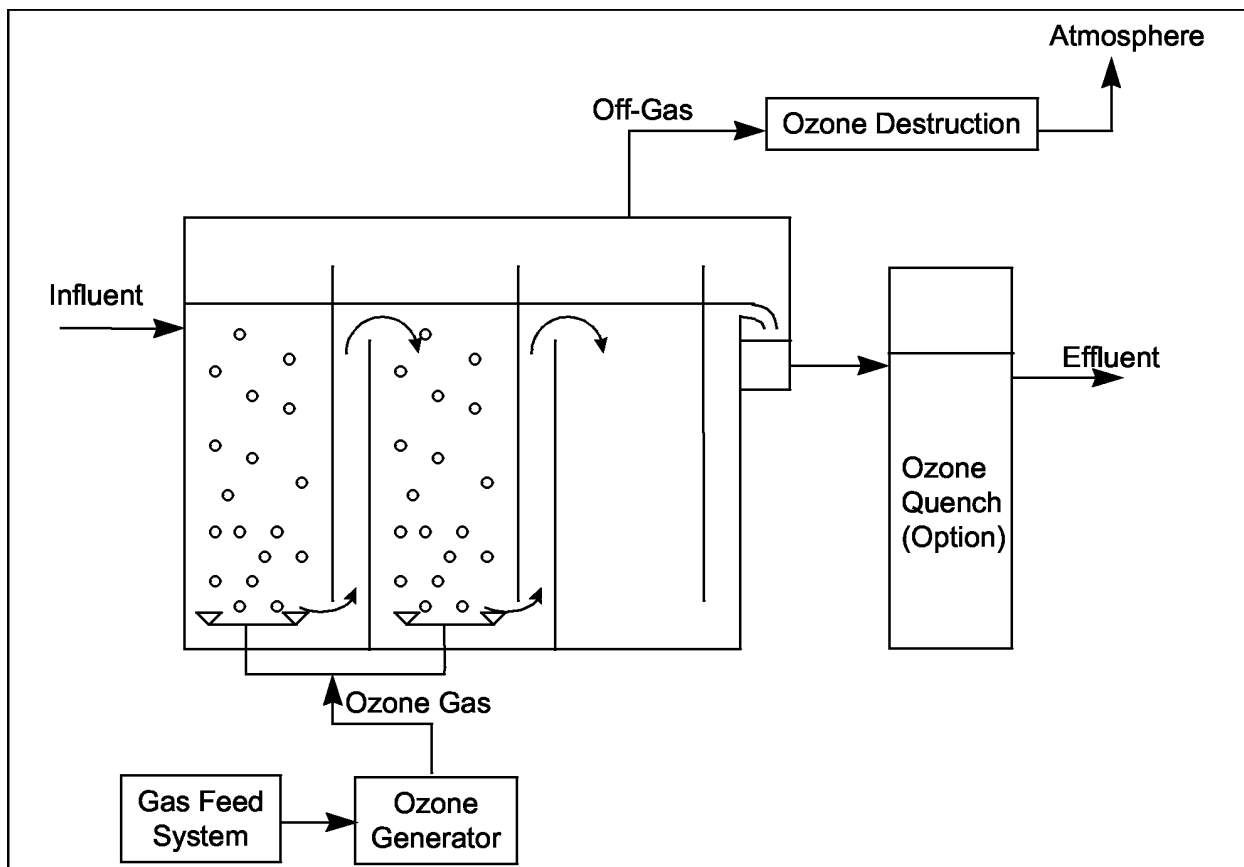 Atmosphere
Off-Gas
Ozone Destruction
Influent
Effluent
Ozone
Quench
(Option)
Ozone Gas
Gas Feed
System
Ozone
Generator